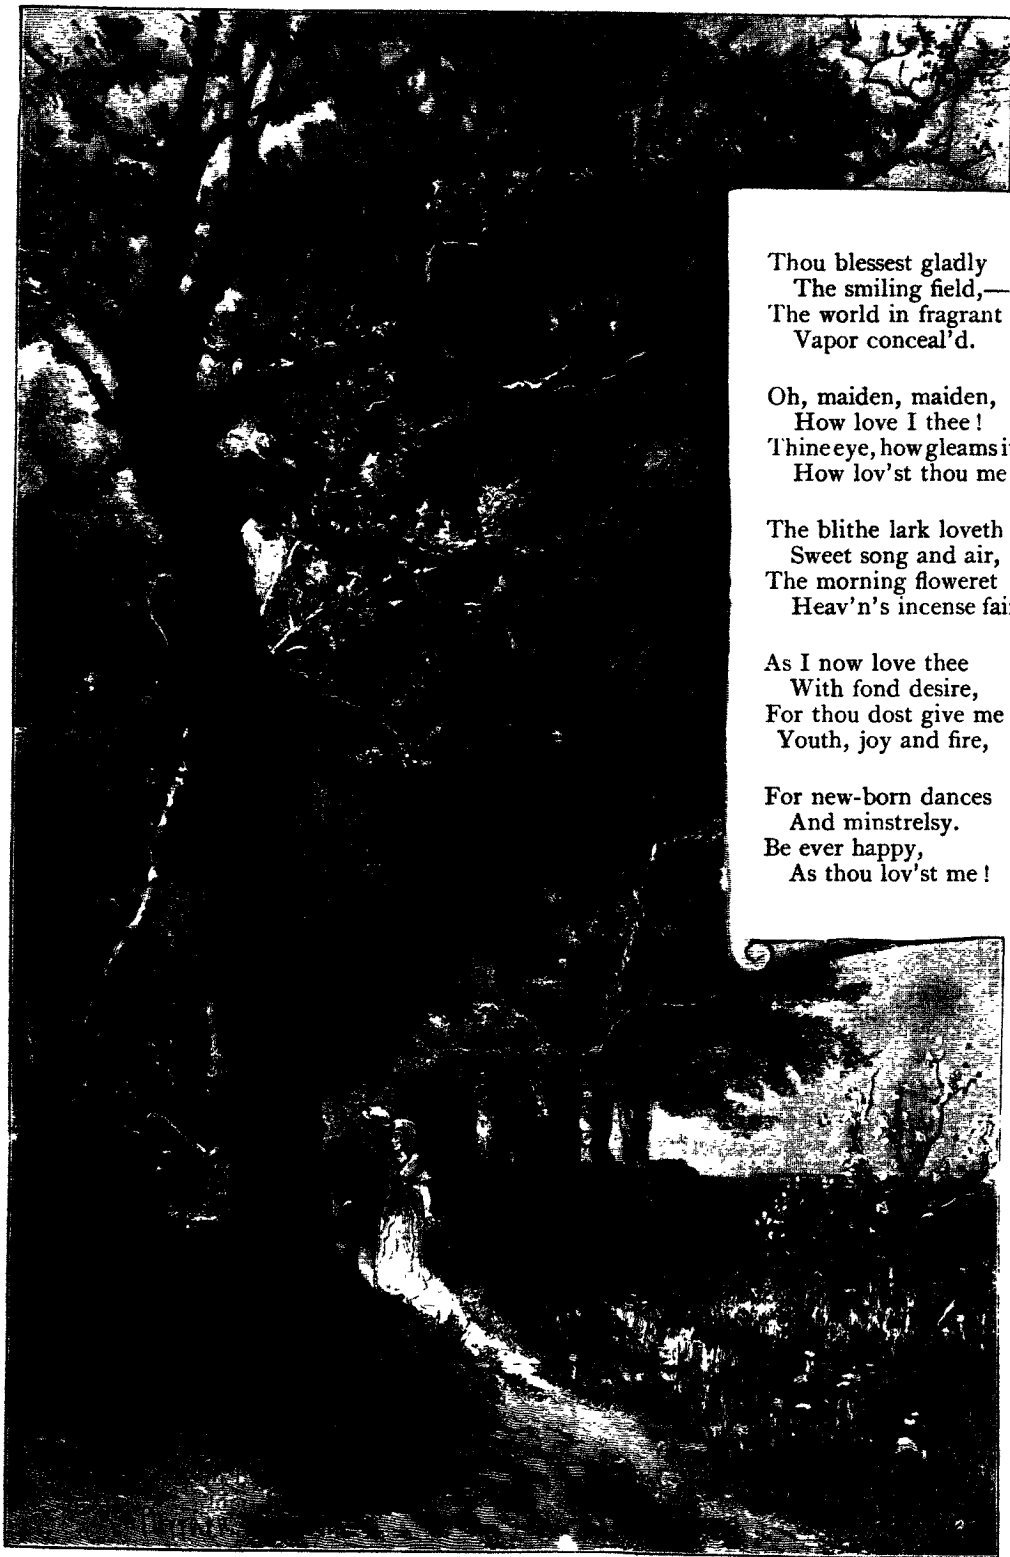 Thou blessest gladly
The smiling field,—
The world in fragrant
Vapor conceal'd.
Oh, maiden, maiden,
How love I thee!
Thine eye, how gleams
How lov'st thou me
The blithe lark loveth
Sweet song and air,
The morning floweret
Heav'n's incense
As I now love thee
With fond desire,
For thou dost give me
Youth, joy and fire,
For new-born dances
And minstrelsy.
Be ever happy,
As thou lov'st me!